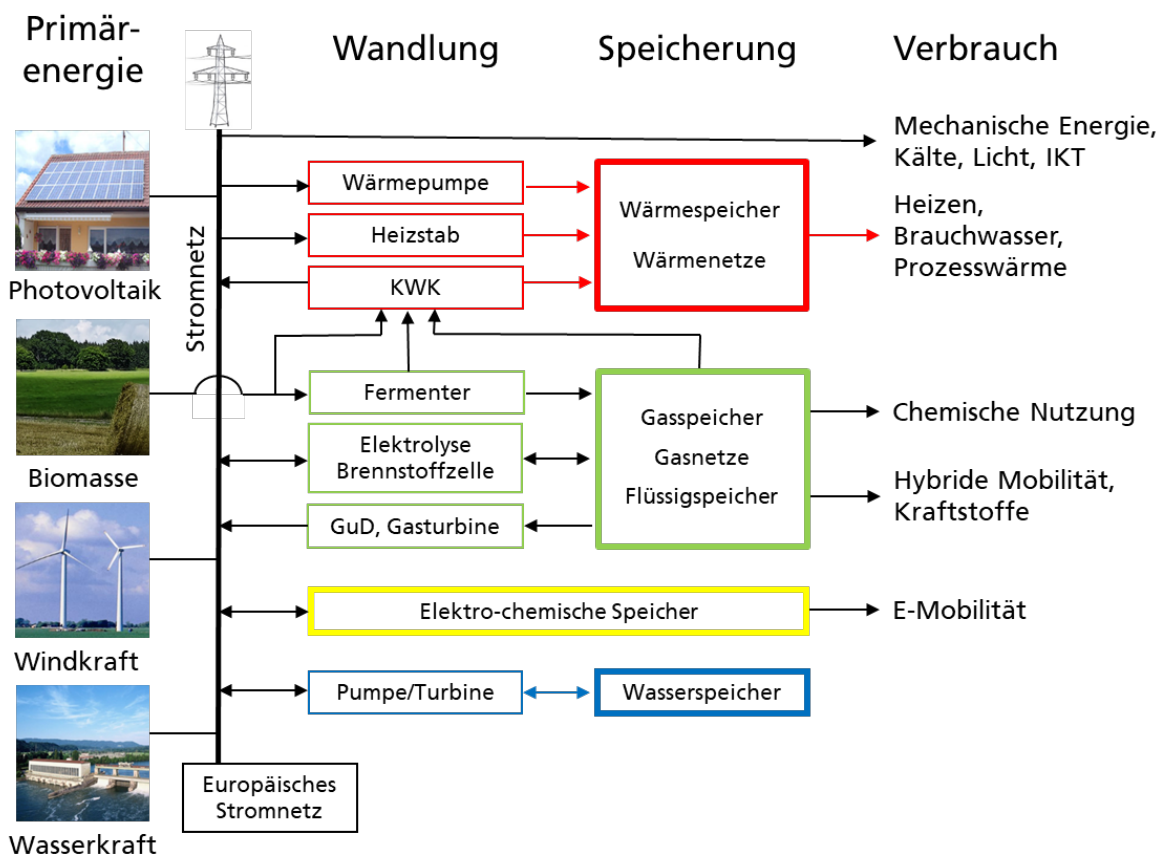 Primär-
energie
Wandlung
Speicherung
Verbrauch
Photovoltaik
Biomasse
Windkraft
Wasserkraft
Stromnetz
Europäisches
Stromnetz
Wärmepumpe
Heizstab
KWK
Fermenter
Elektrolyse
Brennstoffzelle
GuD, Gasturbine
Elektro-chemische Speicher
Pumpe/Turbine
Wärmespeicher
Wärmenetze
Gasspeicher
Gasnetze
Flüssigspeicher
Wasserspeicher
Mechanische Energie,
Kälte, Licht, IKT
Heizen,
Brauchwasser,
Prozesswärme
Chemische Nutzung
Hybride Mobilität,
Kraftstoffe
E-Mobilität